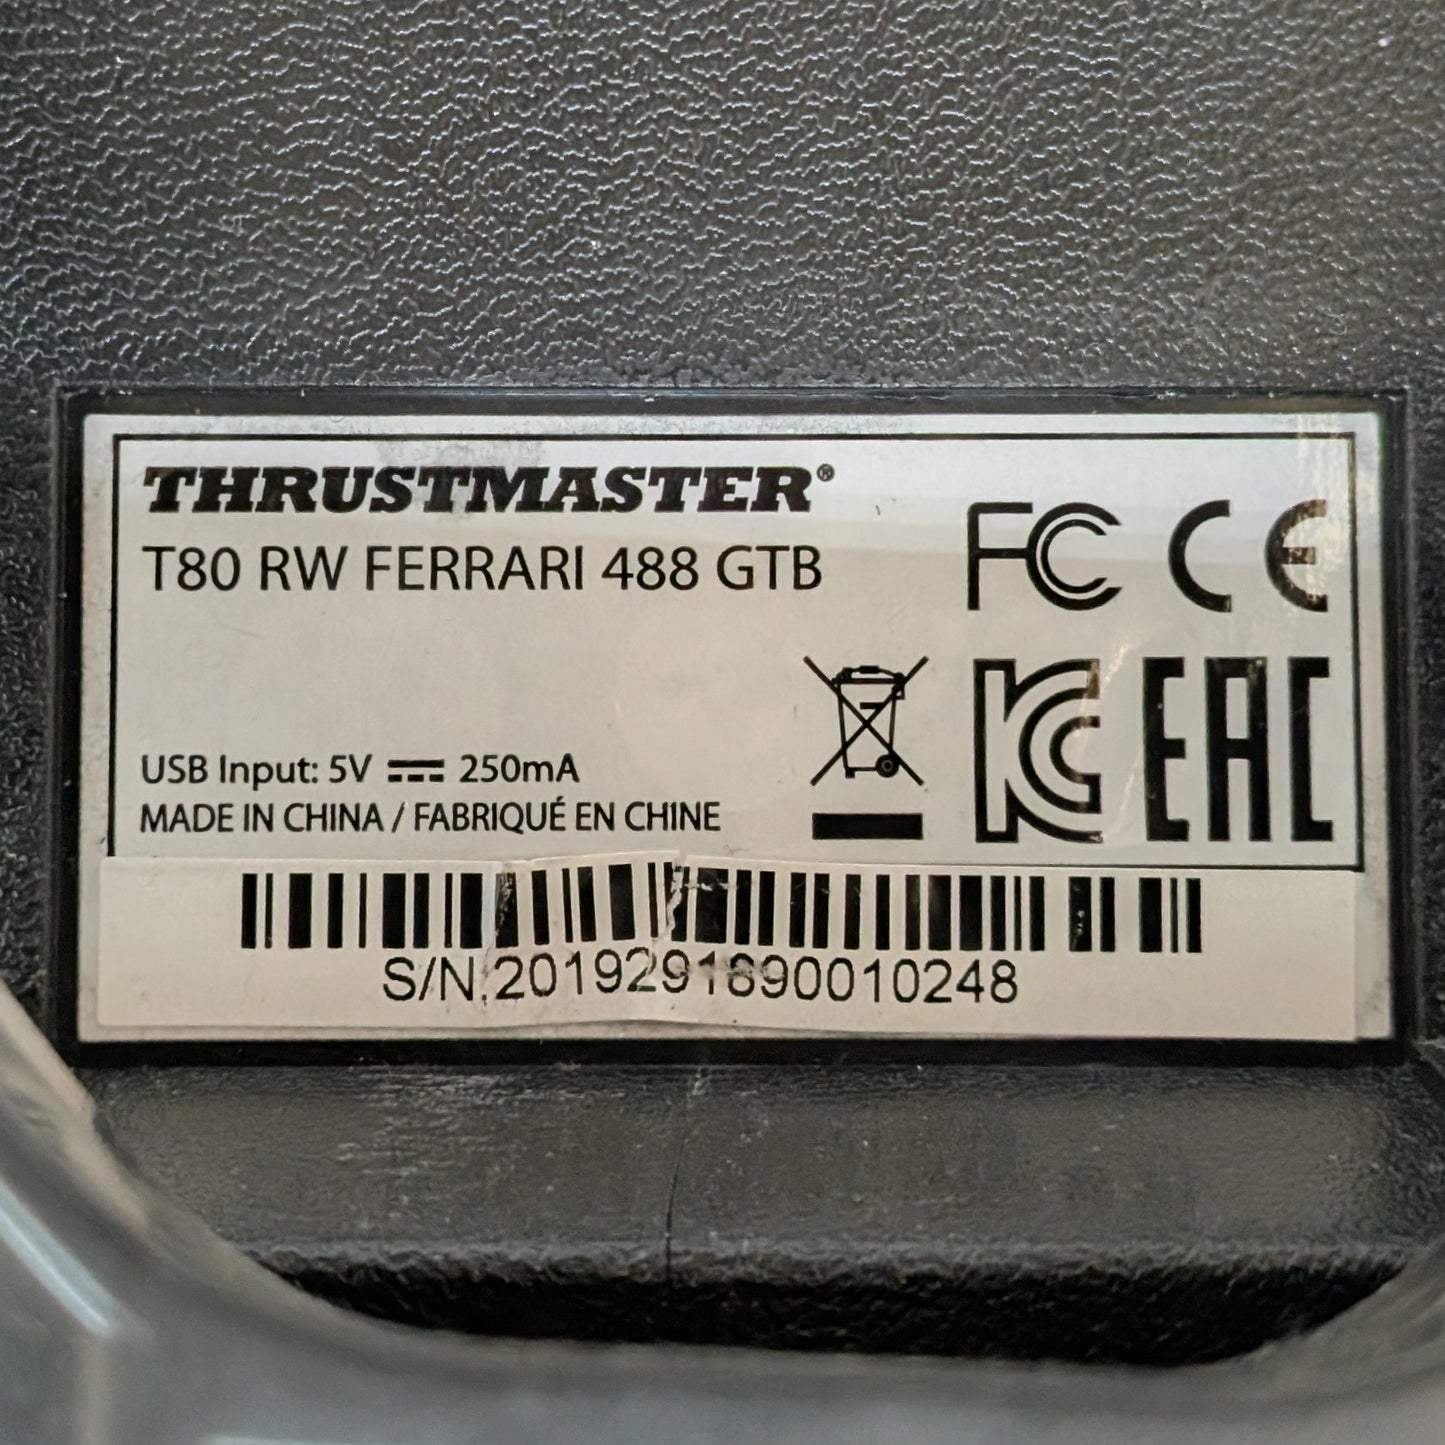 THRUSTMASTER®
T80 RW FERRARI 488 GTB
FC CE
KC EAC
USB Input: 5V ⎓ 250mA
MADE IN CHINA / FABRIQUÉ EN CHINE
S/N.2019291890010248